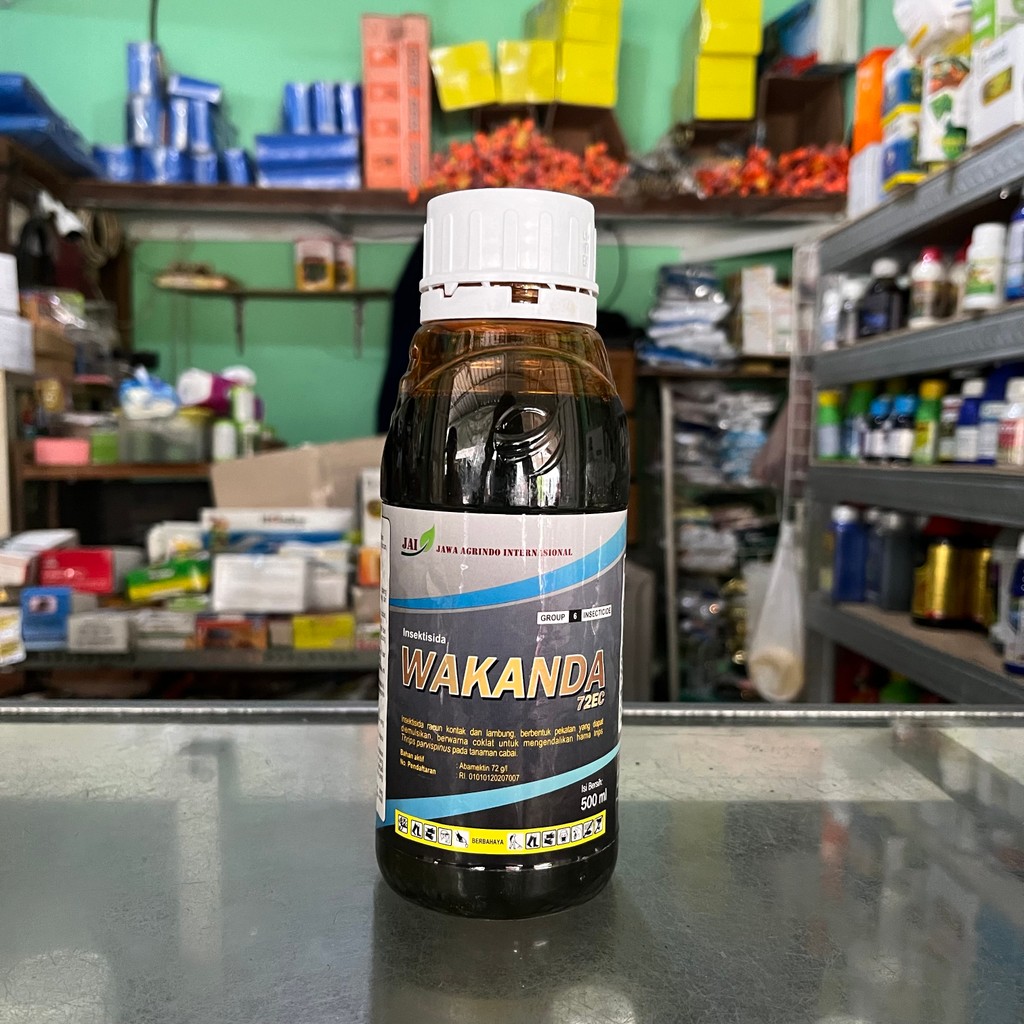 JAI JAWA AGRINDO INTERNASIONAL
GROUP 6 INSECTICIDE
Insektisida
WAKANDA
72EC
Insektisida racun kontak dan lambung, berbentuk pekatan yang dapat
diemulsikan, berwarna coklat untuk mengendalikan hama trips
Thrips parvispinus pada tanaman cabai.
Bahan aktif : Abamektin 72 g/l
No Pendaftaran : RI. 01010120207007
Isi Bersih:
500 ml
BERBAHAYA